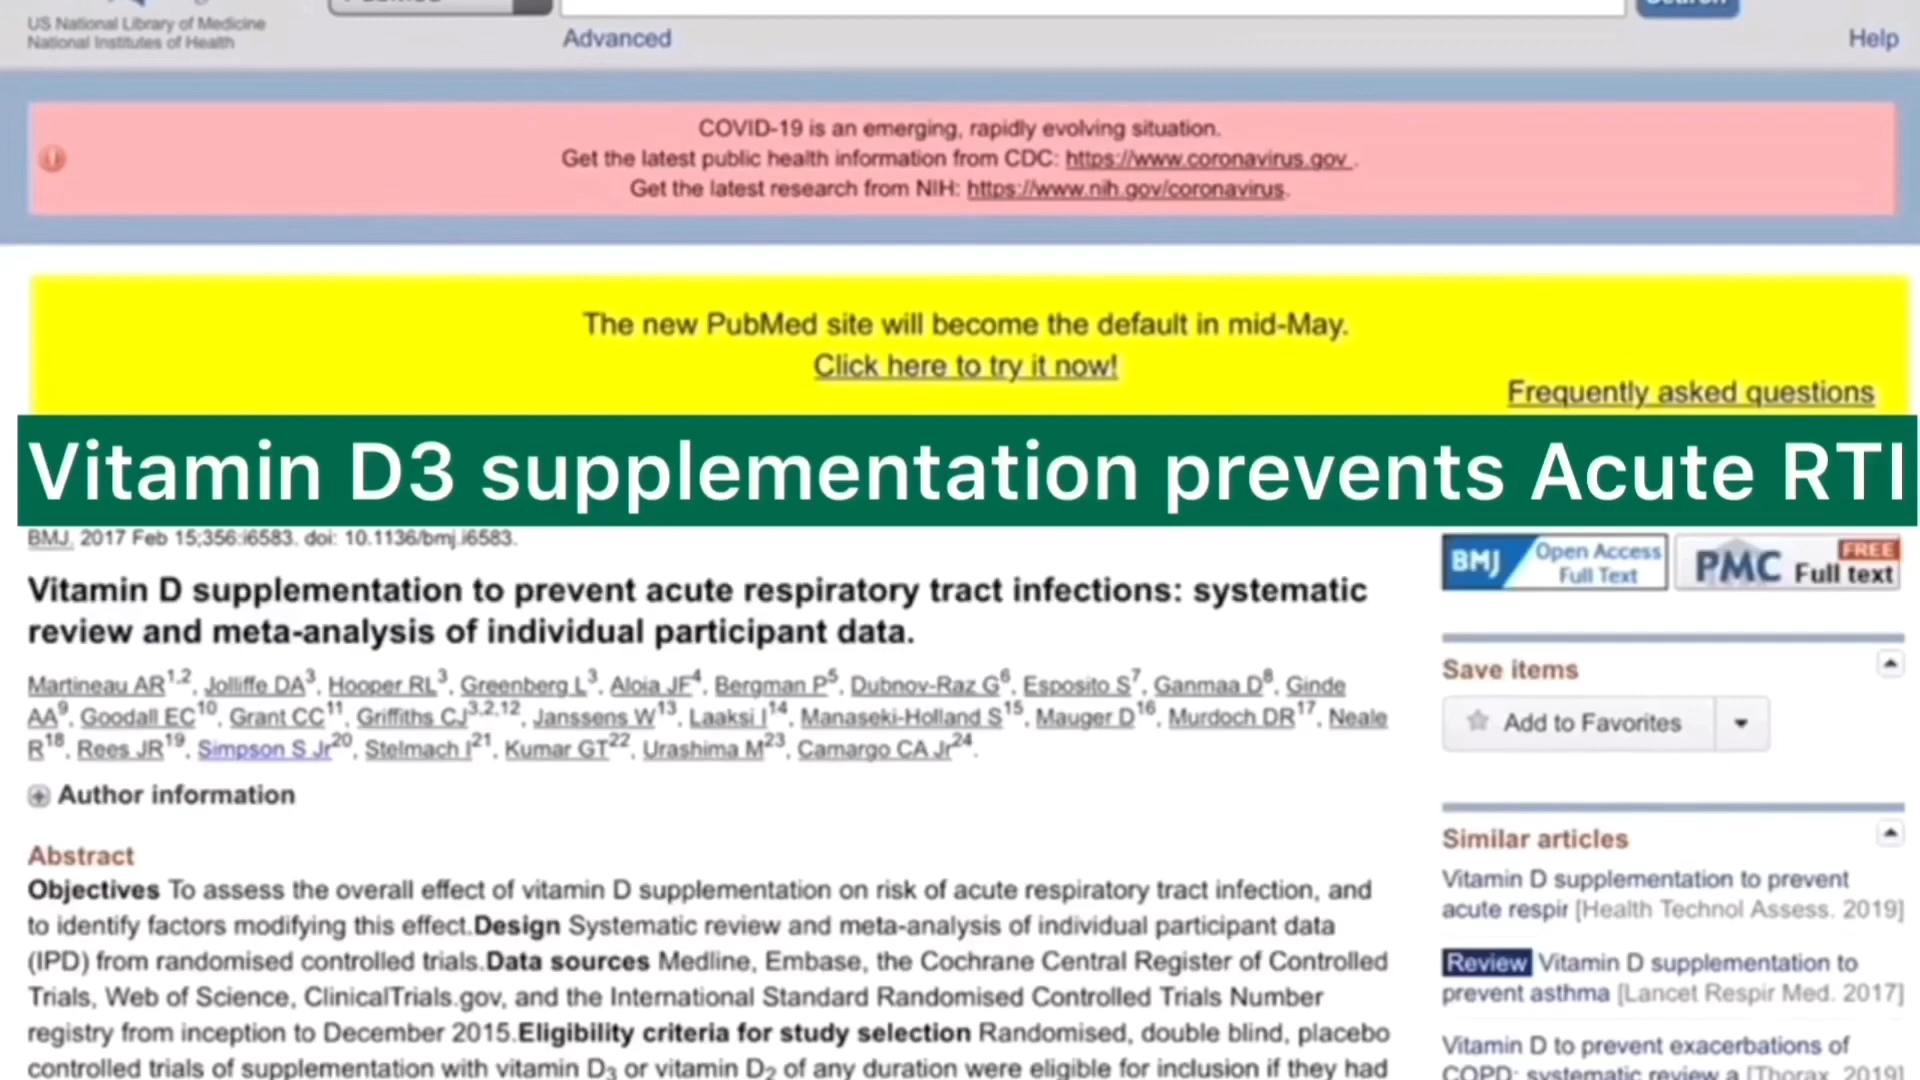 US National Library of Medicine
National Institutes of Health
Advanced
Help
COVID-19 is an emerging, rapidly evolving situation.
Get the latest public health information from CDC: https://www.coronavirus.gov .
Get the latest research from NIH: https://www.nih.gov/coronavirus.
The new PubMed site will become the default in mid-May.
Click here to try it now!
Frequently asked questions
Vitamin D3 supplementation prevents Acute RTI
BMJ. 2017 Feb 15;356:i6583. doi: 10.1136/bmj.i6583.
Vitamin D supplementation to prevent acute respiratory tract infections: systematic
review and meta-analysis of individual participant data.
Martineau AR1,2, Jolliffe DA3, Hooper RL3, Greenberg L3, Aloia JF4, Bergman P5, Dubnov-Raz G6, Esposito S7, Ganmaa D8, Ginde
AA9, Goodall EC10, Grant CC11, Griffiths CJ3,2,12, Janssens W13, Laaksi I14, Manaseki-Holland S15, Mauger D16, Murdoch DR17, Neale
R18, Rees JR19, Simpson S Jr20, Stelmach I21, Kumar GT22, Urashima M23, Camargo CA Jr24.
Author information
Abstract
Objectives To assess the overall effect of vitamin D supplementation on risk of acute respiratory tract infection, and
to identify factors modifying this effect.Design Systematic review and meta-analysis of individual participant data
(IPD) from randomised controlled trials.Data sources Medline, Embase, the Cochrane Central Register of Controlled
Trials, Web of Science, ClinicalTrials.gov, and the International Standard Randomised Controlled Trials Number
registry from inception to December 2015.Eligibility criteria for study selection Randomised, double blind, placebo
controlled trials of supplementation with vitamin D3 or vitamin D2 of any duration were eligible for inclusion if they had
BMJ Open Access
Full Text
PMC FREE
Full text
Save items
Add to Favorites
Similar articles
Vitamin D supplementation to prevent
acute respir [Health Technol Assess. 2019]
Review Vitamin D supplementation to
prevent asthma [Lancet Respir Med. 2017]
Vitamin D to prevent exacerbations of
COPD: systematic review a [Thorax. 2019]